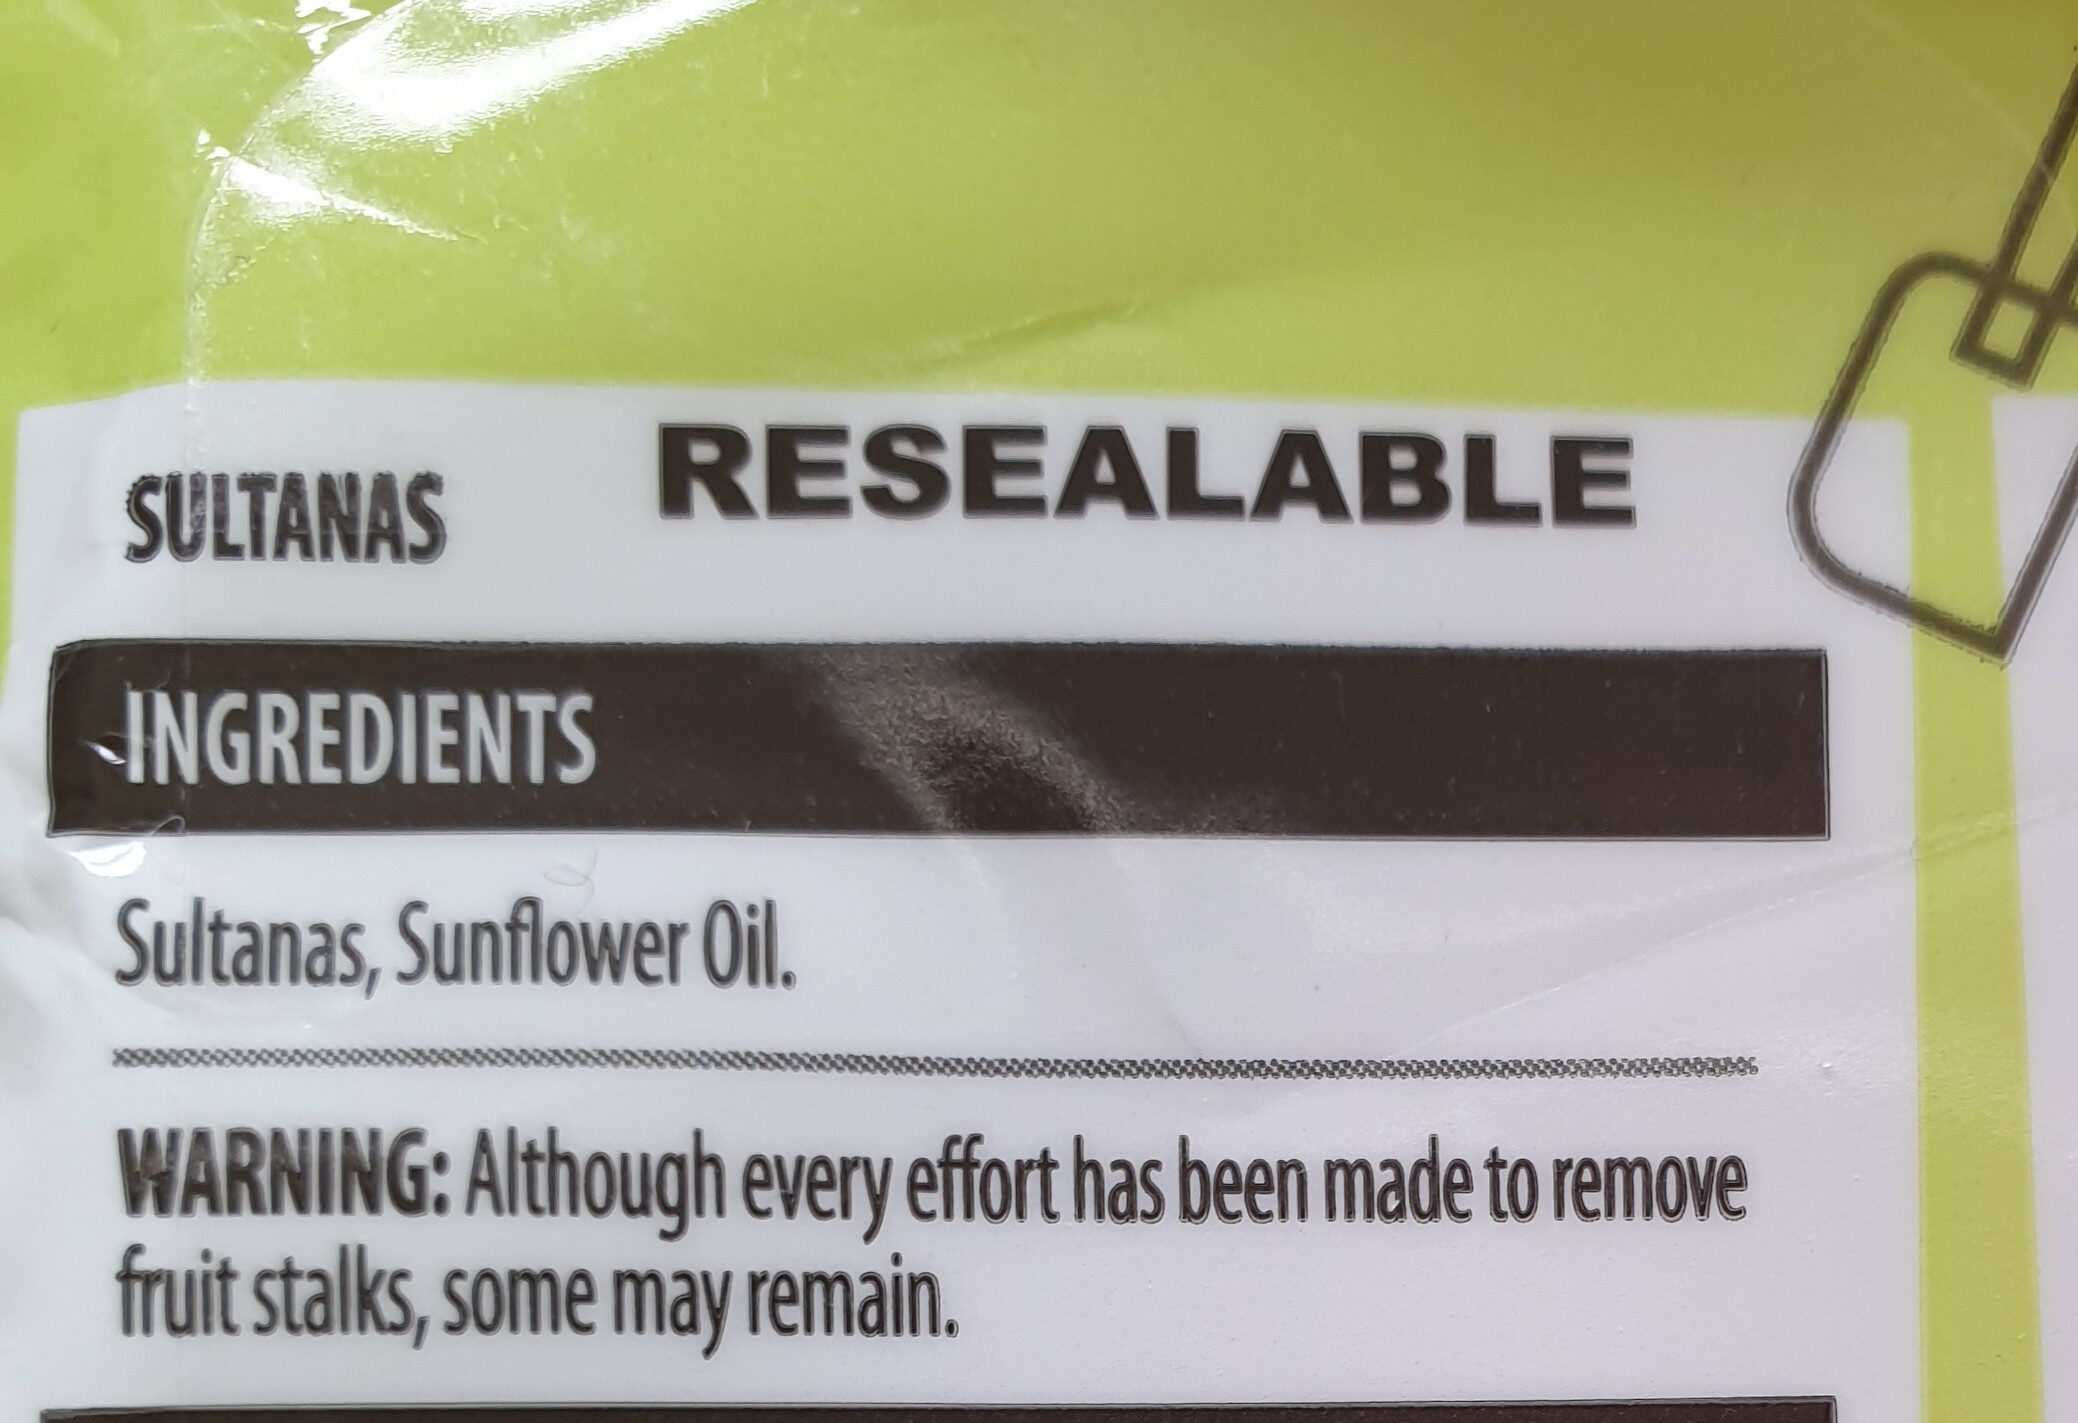 SULTANAS RESEALABLE
INGREDIENTS
Sultanas, Sunflower Oil.
WARNING: Although every effort has been made to remove
fruit stalks, some may remain.